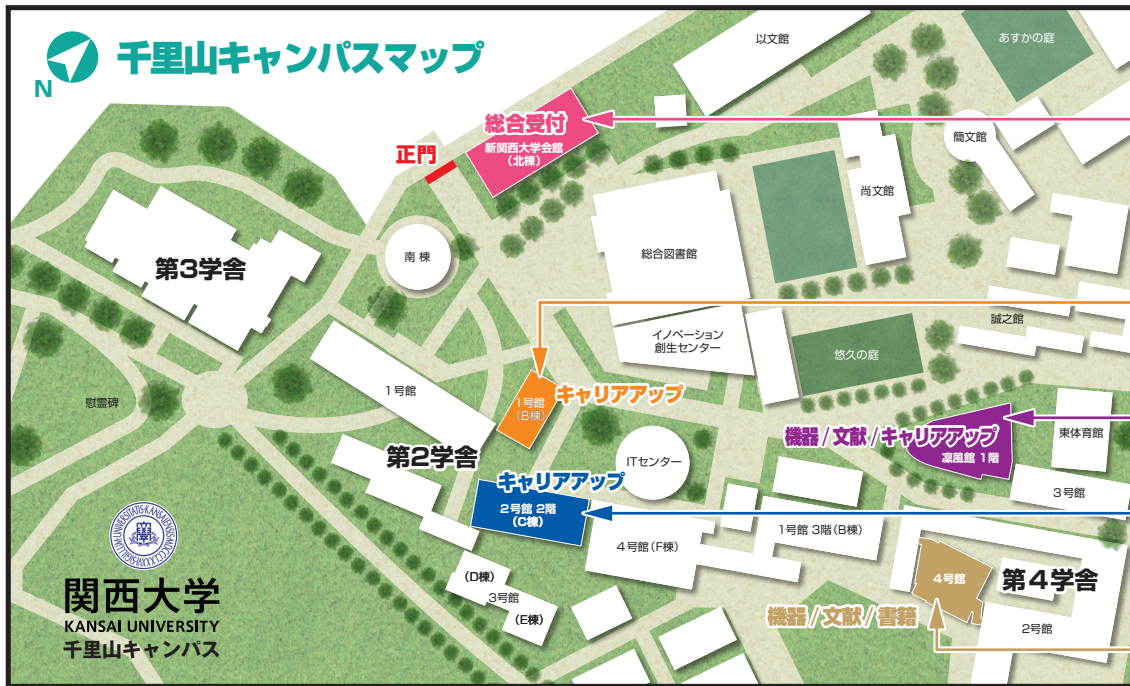 N
千里山キャンパスマップ
以文館
あすかの庭
総合受付
新関西大学会館
(北棟)
正門
簡文館
尚文館
第3学舎
南 棟
総合図書館
イノベーション
創生センター
誠之館
悠久の庭
慰霊碑
1号館
1号館
(B棟)
キャリアアップ
機器/文献/キャリアアップ
凜風館 1階
東体育館
第2学舎
ITセンター
キャリアアップ
2号館 2階
(C棟)
3号館
1号館 3階(B棟)
4号館(F棟)
(D棟)
3号館
(E棟)
4号館
第4学舎
機器/文献/書籍
2号館
関西大学
KANSAI UNIVERSITY
千里山キャンパス